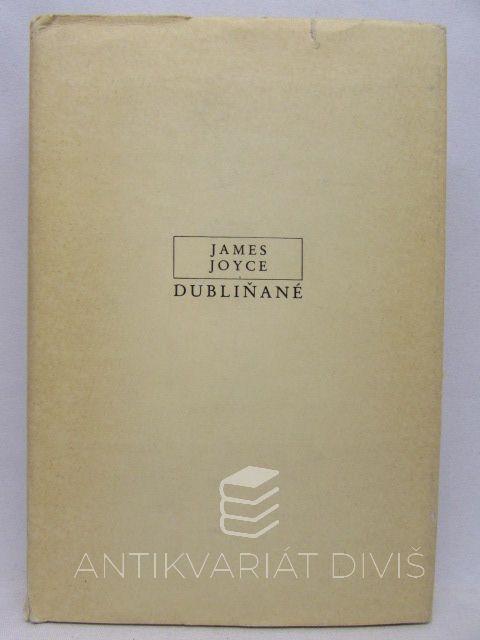 JAMES
JOYCE
DUBLIŇANÉ
ANTIKVARIÁT DIVIŠ